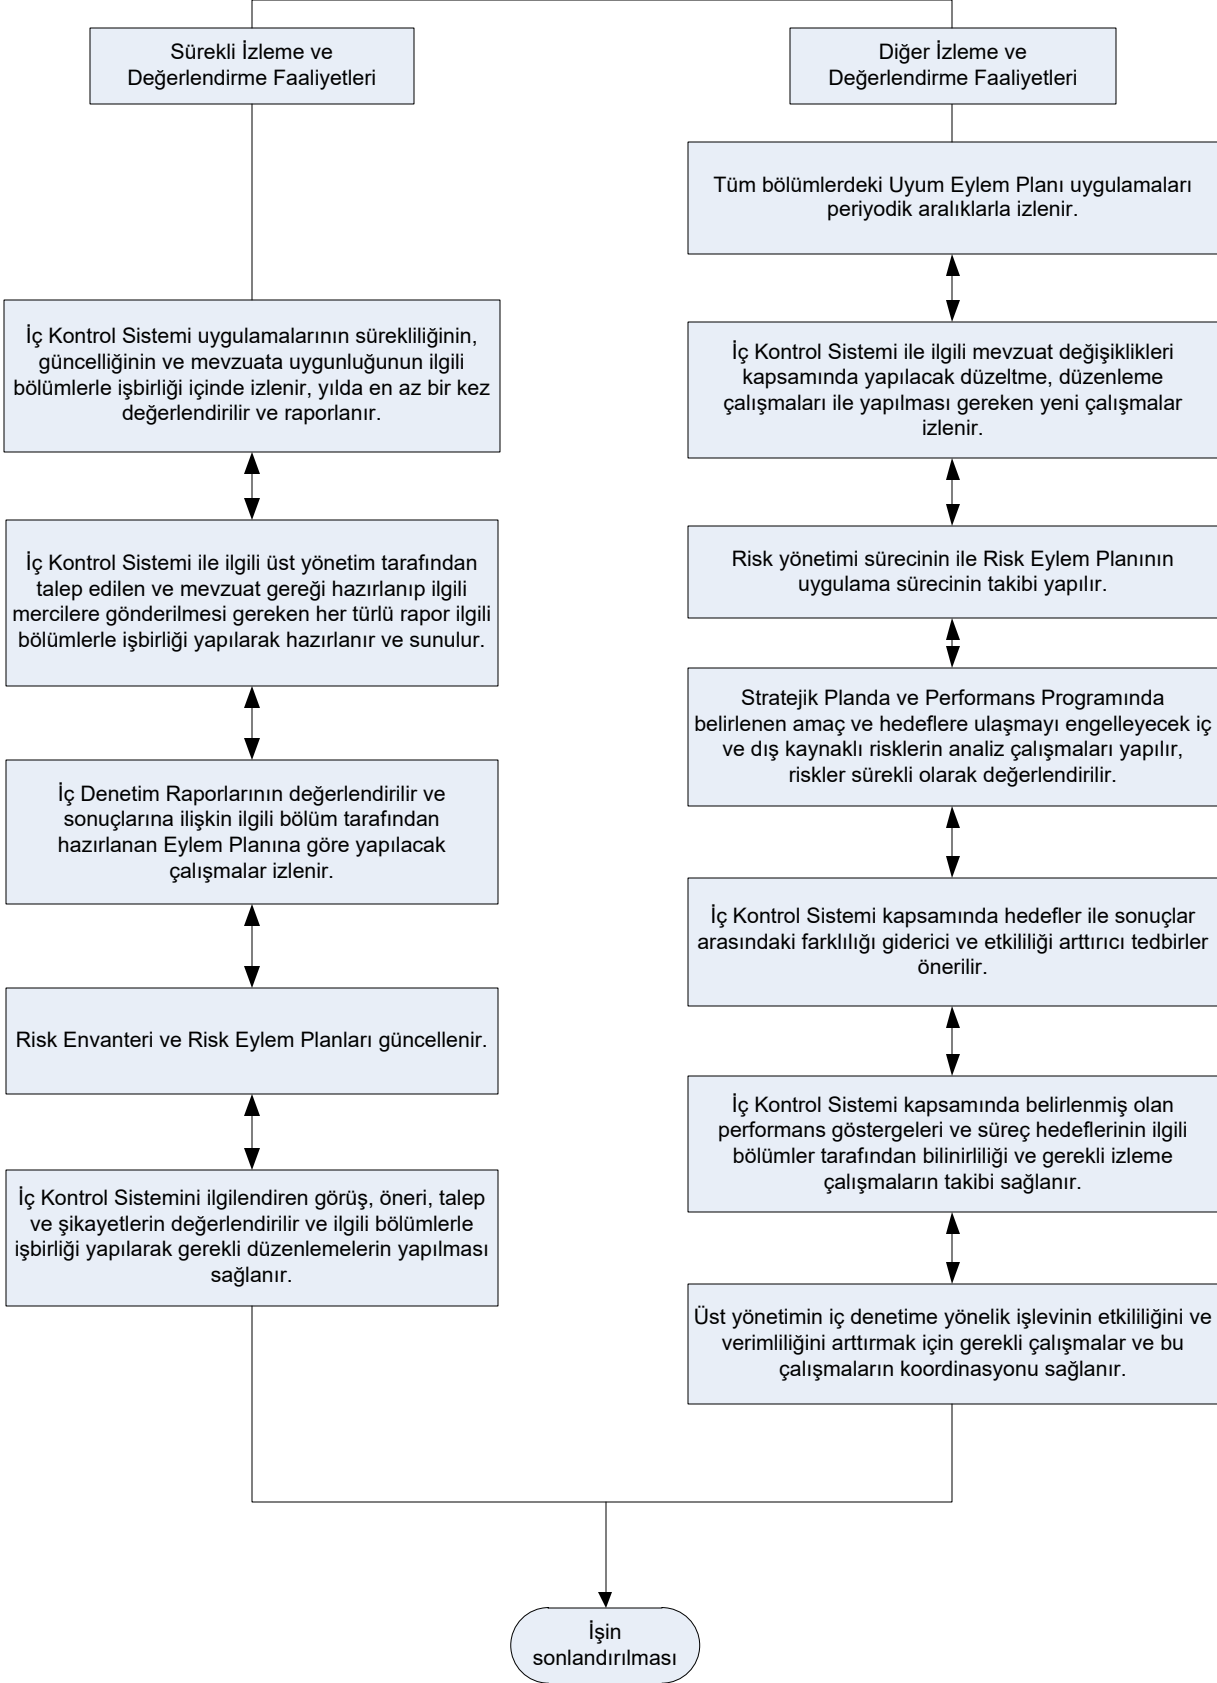 Sürekli İzleme ve
Değerlendirme Faaliyetleri
İç Kontrol Sistemi uygulamalarının sürekliliğinin,
güncelliğinin ve mevzuata uygunluğunun ilgili
bölümlerle işbirliği içinde izlenir, yılda en az bir kez
değerlendirilir ve raporlanır.
İç Kontrol Sistemi ile ilgili üst yönetim tarafından
talep edilen ve mevzuat gereği hazırlanıp ilgili
mercilere gönderilmesi gereken her türlü rapor ilgili
bölümlerle işbirliği yapılarak hazırlanır ve sunulur.
İç Denetim Raporlarının değerlendirilir ve
sonuçlarına ilişkin ilgili bölüm tarafından
hazırlanan Eylem Planına göre yapılacak
çalışmalar izlenir.
Risk Envanteri ve Risk Eylem Planları güncellenir.
İç Kontrol Sistemini ilgilendiren görüş, öneri, talep
ve şikayetlerin değerlendirilir ve ilgili bölümlerle
işbirliği yapılarak gerekli düzenlemelerin yapılması
sağlanır.
Diğer İzleme ve
Değerlendirme Faaliyetleri
Tüm bölümlerdeki Uyum Eylem Planı uygulamaları
periyodik aralıklarla izlenir.
İç Kontrol Sistemi ile ilgili mevzuat değişiklikleri
kapsamında yapılacak düzeltme, düzenleme
çalışmaları ile yapılması gereken yeni çalışmalar
izlenir.
Risk yönetimi sürecinin ile Risk Eylem Planının
uygulama sürecinin takibi yapılır.
Stratejik Planda ve Performans Programında
belirlenen amaç ve hedeflere ulaşmayı engelleyecek iç
ve dış kaynaklı risklerin analiz çalışmaları yapılır,
riskler sürekli olarak değerlendirilir.
İç Kontrol Sistemi kapsamında hedefler ile sonuçlar
arasındaki farklılığı giderici ve etkililiği arttırıcı tedbirler
önerilir.
İç Kontrol Sistemi kapsamında belirlenmiş olan
performans göstergeleri ve süreç hedeflerinin ilgili
bölümler tarafından bilinirliliği ve gerekli izleme
çalışmaların takibi sağlanır.
Üst yönetimin iç denetime yönelik işlevinin etkililiğini ve
verimliliğini arttırmak için gerekli çalışmalar ve bu
çalışmaların koordinasyonu sağlanır.
İşin
sonlandırılması